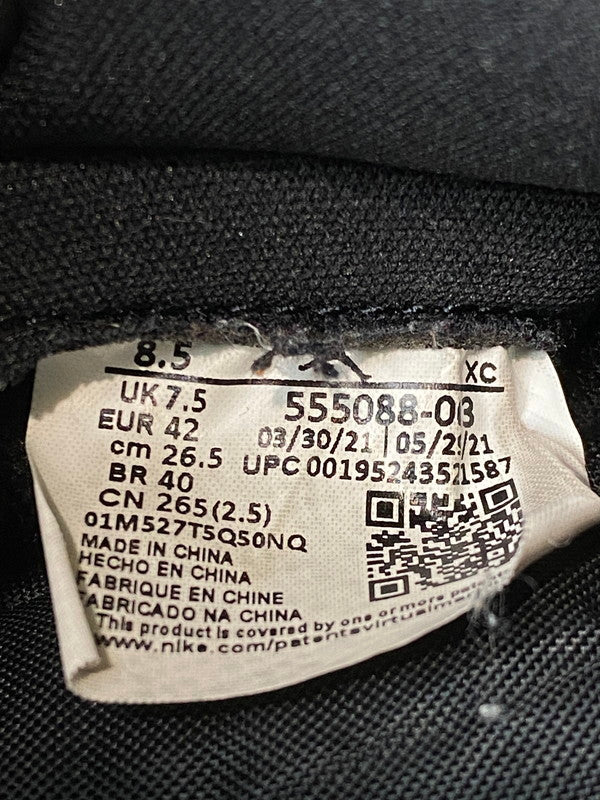 8.5
XC
UK 7.5
555088-0
EUR 42
03/30/21 | 05/2 21
cm 26.5
UPC 00195243521587
BR 40
CN 265(2.5)
01M527T5Q50NQ
MADE IN CHINA
HECHO EN CHINA
FABRIQUE EN CHINE
FABRICADO NA CHINA
This product is covered by one or more
www.nike.com/patents